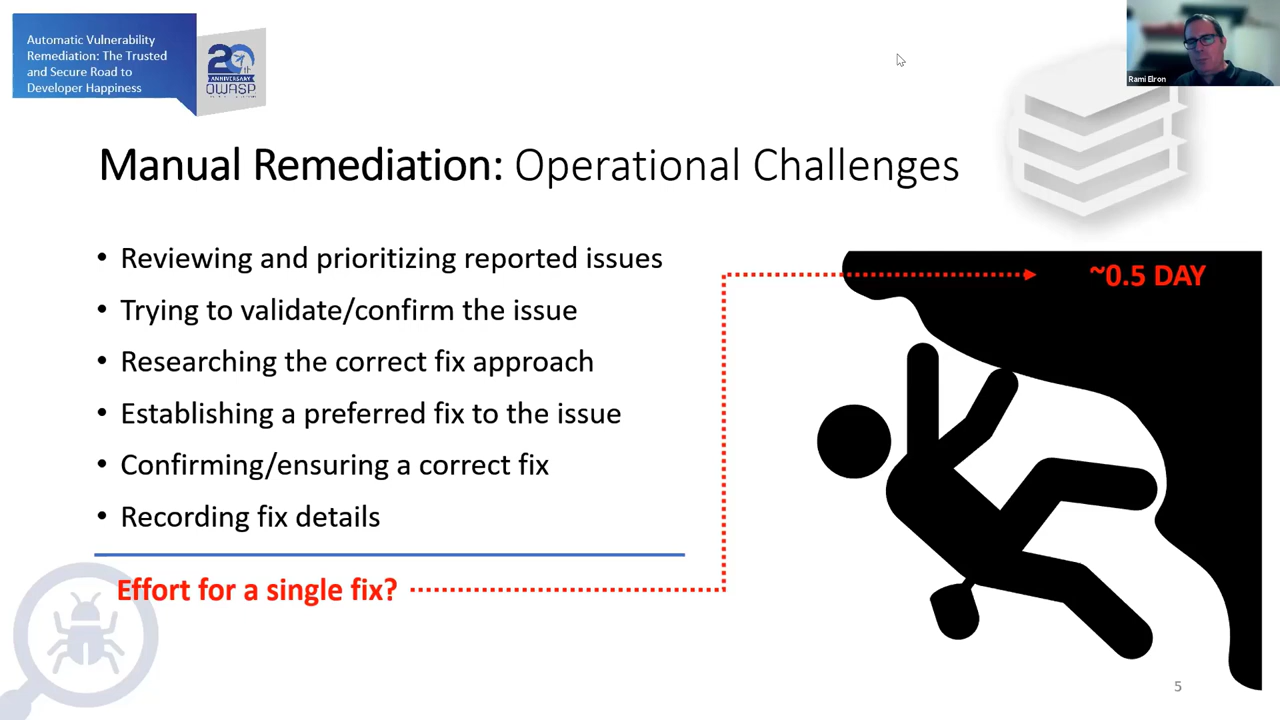 Automatic Vulnerability
Remediation: The Trusted
and Secure Road to
Developer Happiness
20th
ANNIVERSARY
OWASP
Rami Elron
Manual Remediation: Operational Challenges
• Reviewing and prioritizing reported issues
• Trying to validate/confirm the issue
• Researching the correct fix approach
• Establishing a preferred fix to the issue
• Confirming/ensuring a correct fix
• Recording fix details
~0.5 DAY
Effort for a single fix?
5